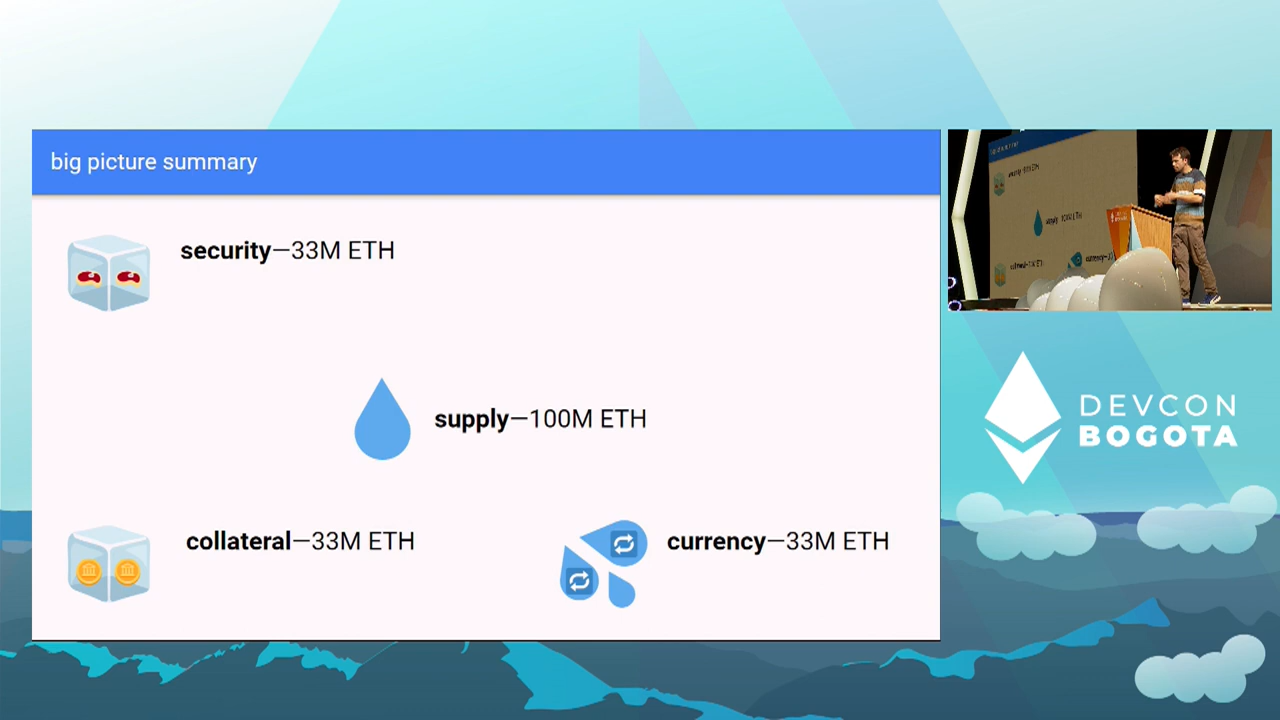 big picture summary
security—33M ETH
supply—100M ETH
collateral—33M ETH
currency—33M ETH
DEVCON
BOGOTA